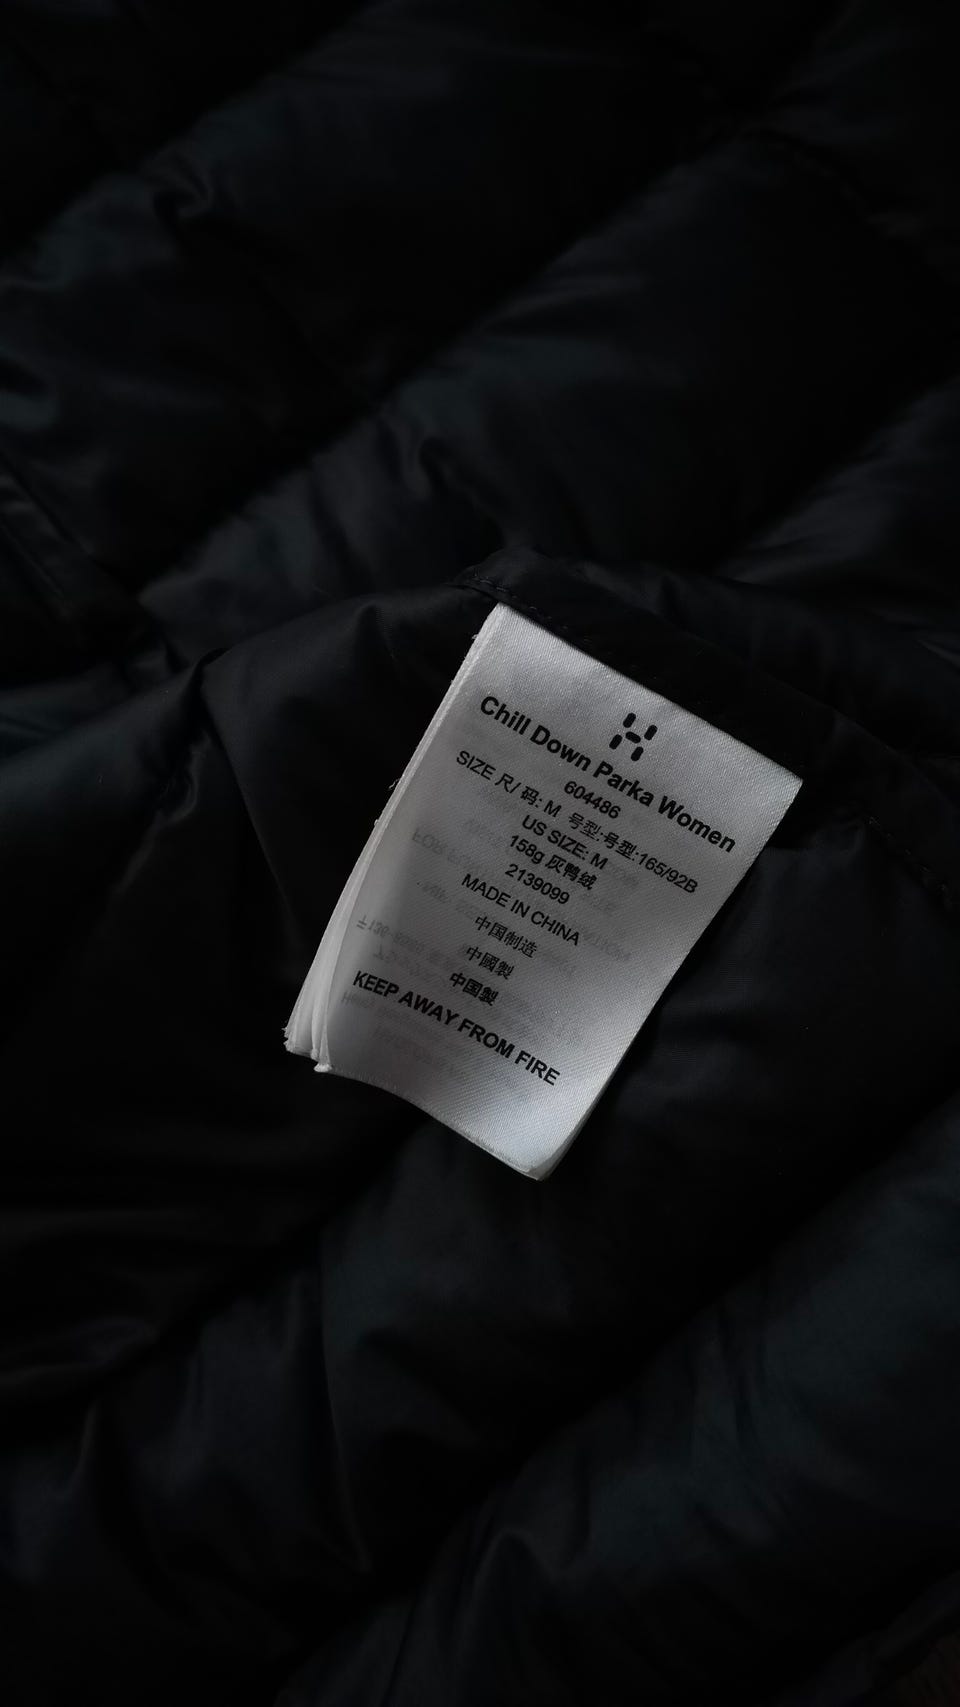 Chill Down Parka Women
604486
SIZE 尺/ 码: M 号型:号型:165/92B
US SIZE: M
158g 灰鸭绒
2139099
MADE IN CHINA
中国制造
中國製
中国製
KEEP AWAY FROM FIRE